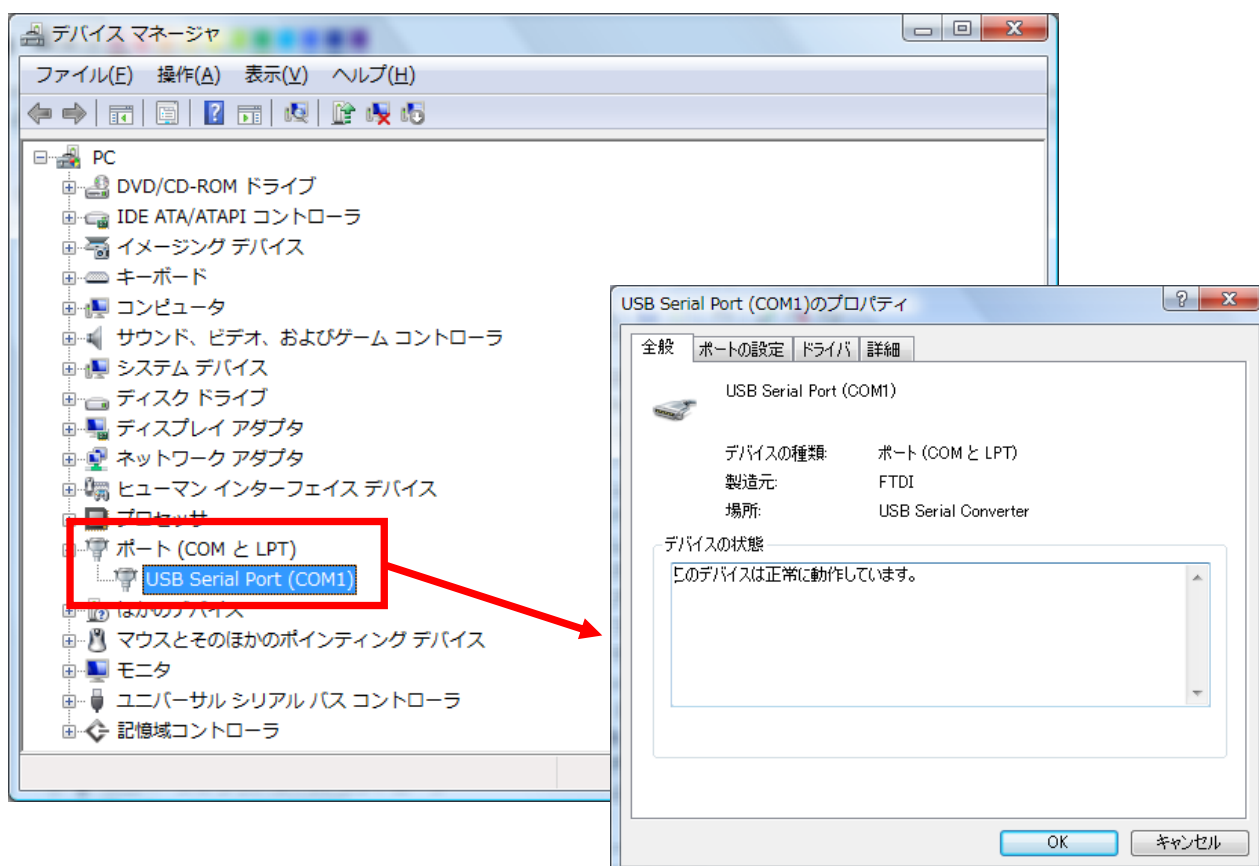 デバイス マネージャ
ファイル(F) 操作(A) 表示(V) ヘルプ(H)
PC
DVD/CD-ROM ドライブ
IDE ATA/ATAPI コントローラ
イメージング デバイス
キーボード
コンピュータ
サウンド、ビデオ、およびゲーム コントローラ
システム デバイス
ディスク ドライブ
ディスプレイ アダプタ
ネットワーク アダプタ
ヒューマン インターフェイス デバイス
プロセッサ
ポート (COM と LPT)
USB Serial Port (COM1)
ほかのデバイス
マウスとそのほかのポインティング デバイス
モニタ
ユニバーサル シリアル バス コントローラ
記憶域コントローラ
USB Serial Port (COM1)のプロパティ
全般 ポートの設定 ドライバ 詳細
USB Serial Port (COM1)
デバイスの種類: ポート (COM と LPT)
製造元: FTDI
場所: USB Serial Converter
デバイスの状態
このデバイスは正常に動作しています。
OK キャンセル